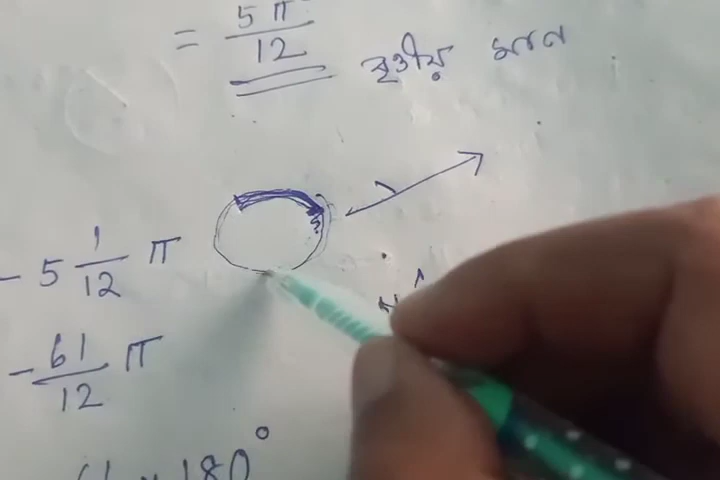 = 5π/12 তৃতীয় মান
- 5 1/12 π
- 61/12 π